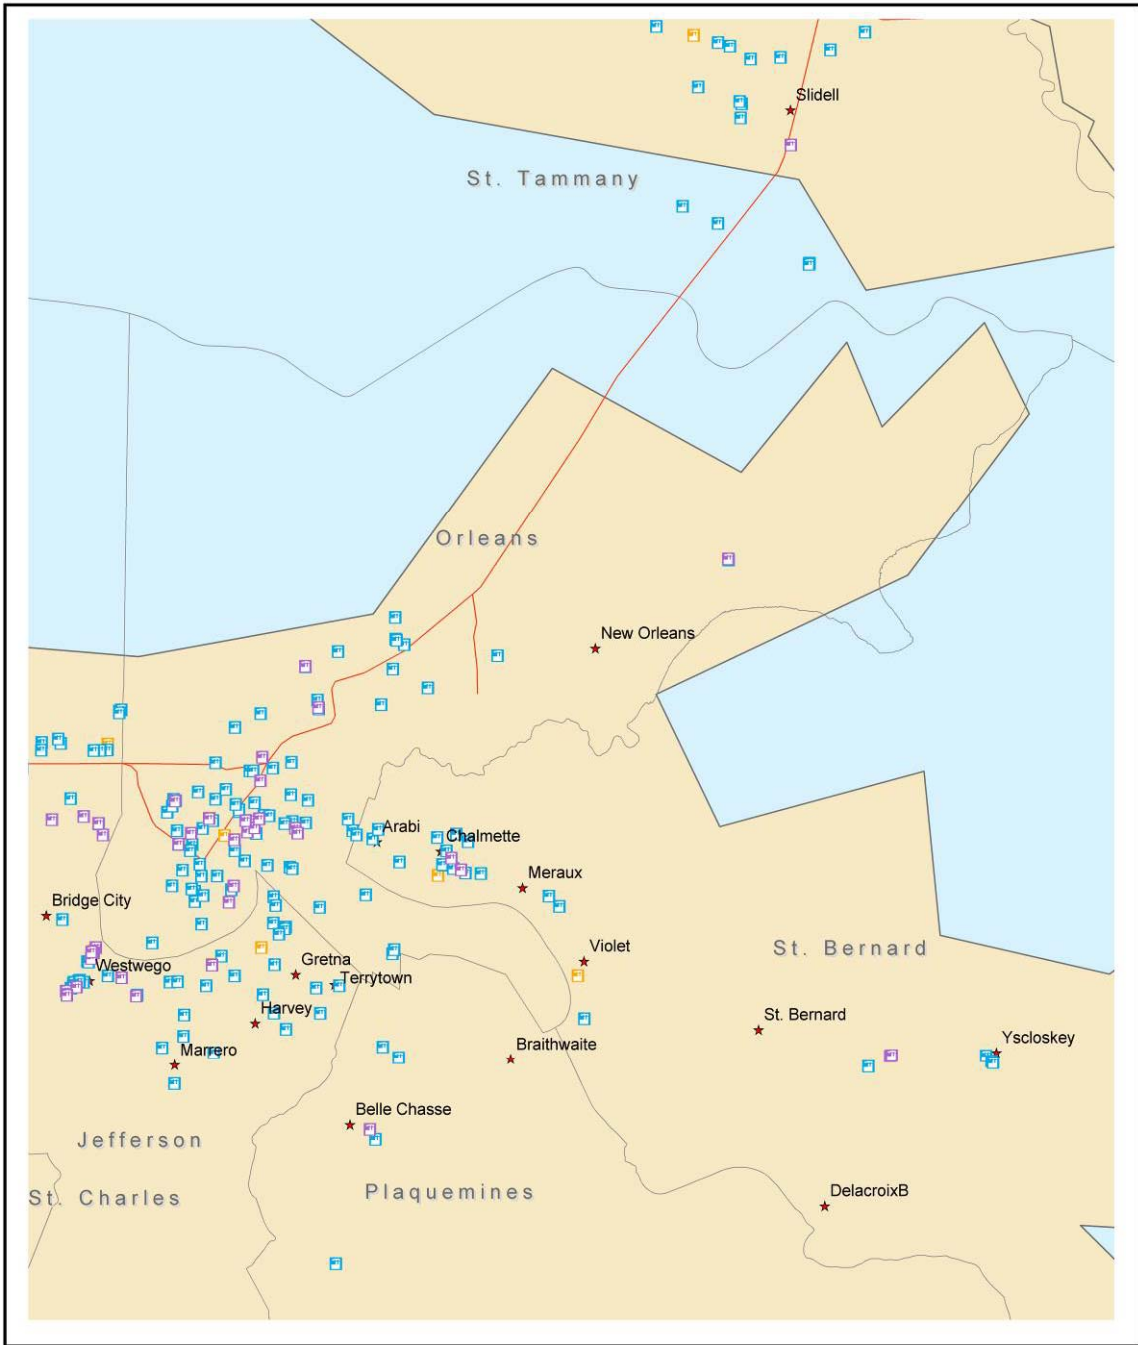 Slidell
St. Tammany
Orleans
New Orleans
Arabi
Chalmette
Meraux
Bridge City
Violet
St. Bernard
Westwego
Gretna
Terrytown
Harvey
St. Bernard
Yscloskey
Braithwaite
Marrero
Belle Chasse
Jefferson
St. Charles
Plaquemines
DelacroixB